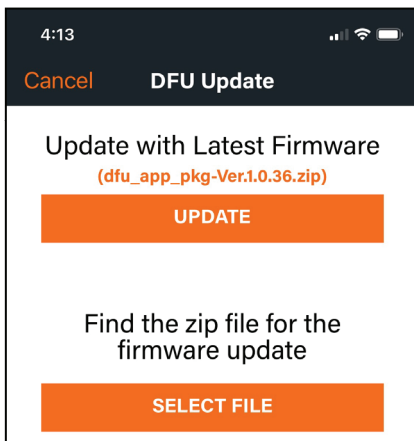 4:13
Cancel DFU Update
Update with Latest Firmware
(dfu_app_pkg-Ver.1.0.36.zip)
UPDATE
Find the zip file for the
firmware update
SELECT FILE